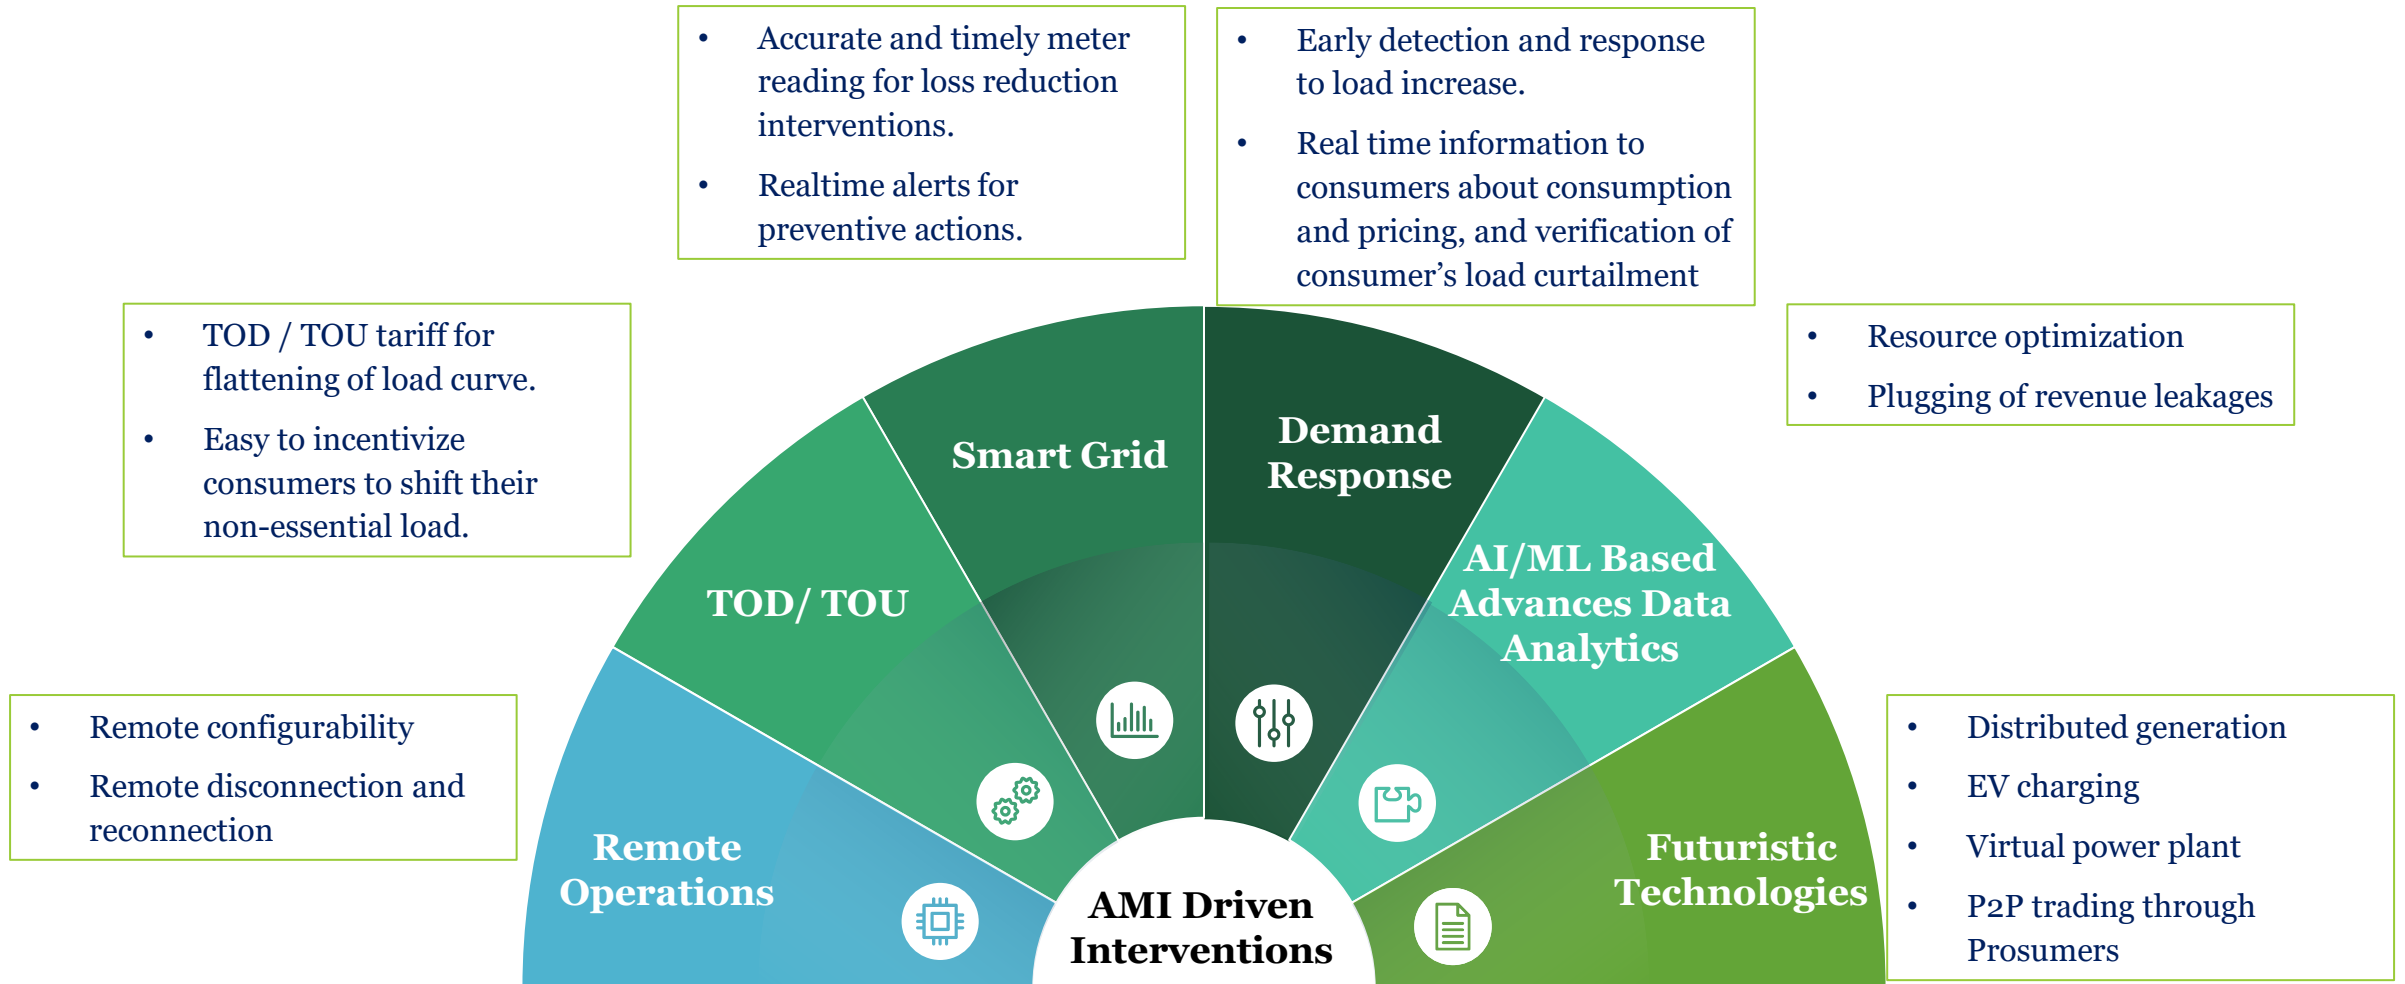 • Accurate and timely meter
reading for loss reduction
interventions.
• Realtime alerts for
preventive actions.
• Early detection and response
to load increase.
• Real time information to
consumers about consumption
and pricing, and verification of
consumer’s load curtailment
• TOD / TOU tariff for
flattening of load curve.
• Easy to incentivize
consumers to shift their
non-essential load.
• Resource optimization
• Plugging of revenue leakages
• Remote configurability
• Remote disconnection and
reconnection
• Distributed generation
• EV charging
• Virtual power plant
• P2P trading through
Prosumers
Remote
Operations
TOD/ TOU
Smart Grid
Demand
Response
AI/ML Based
Advances Data
Analytics
Futuristic
Technologies
AMI Driven
Interventions